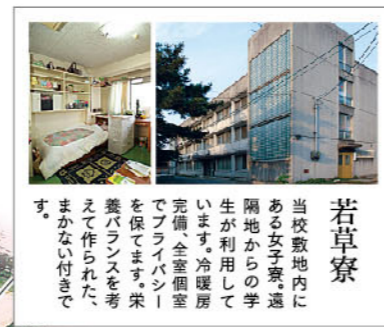 若草寮
当校敷地内に
ある女子寮。遠
隔地からの学
生が利用して
います。冷暖房
完備、全室個室
でプライバシー
を保てます。栄
養バランスを考
えて作られた、
まかない付きで
す。